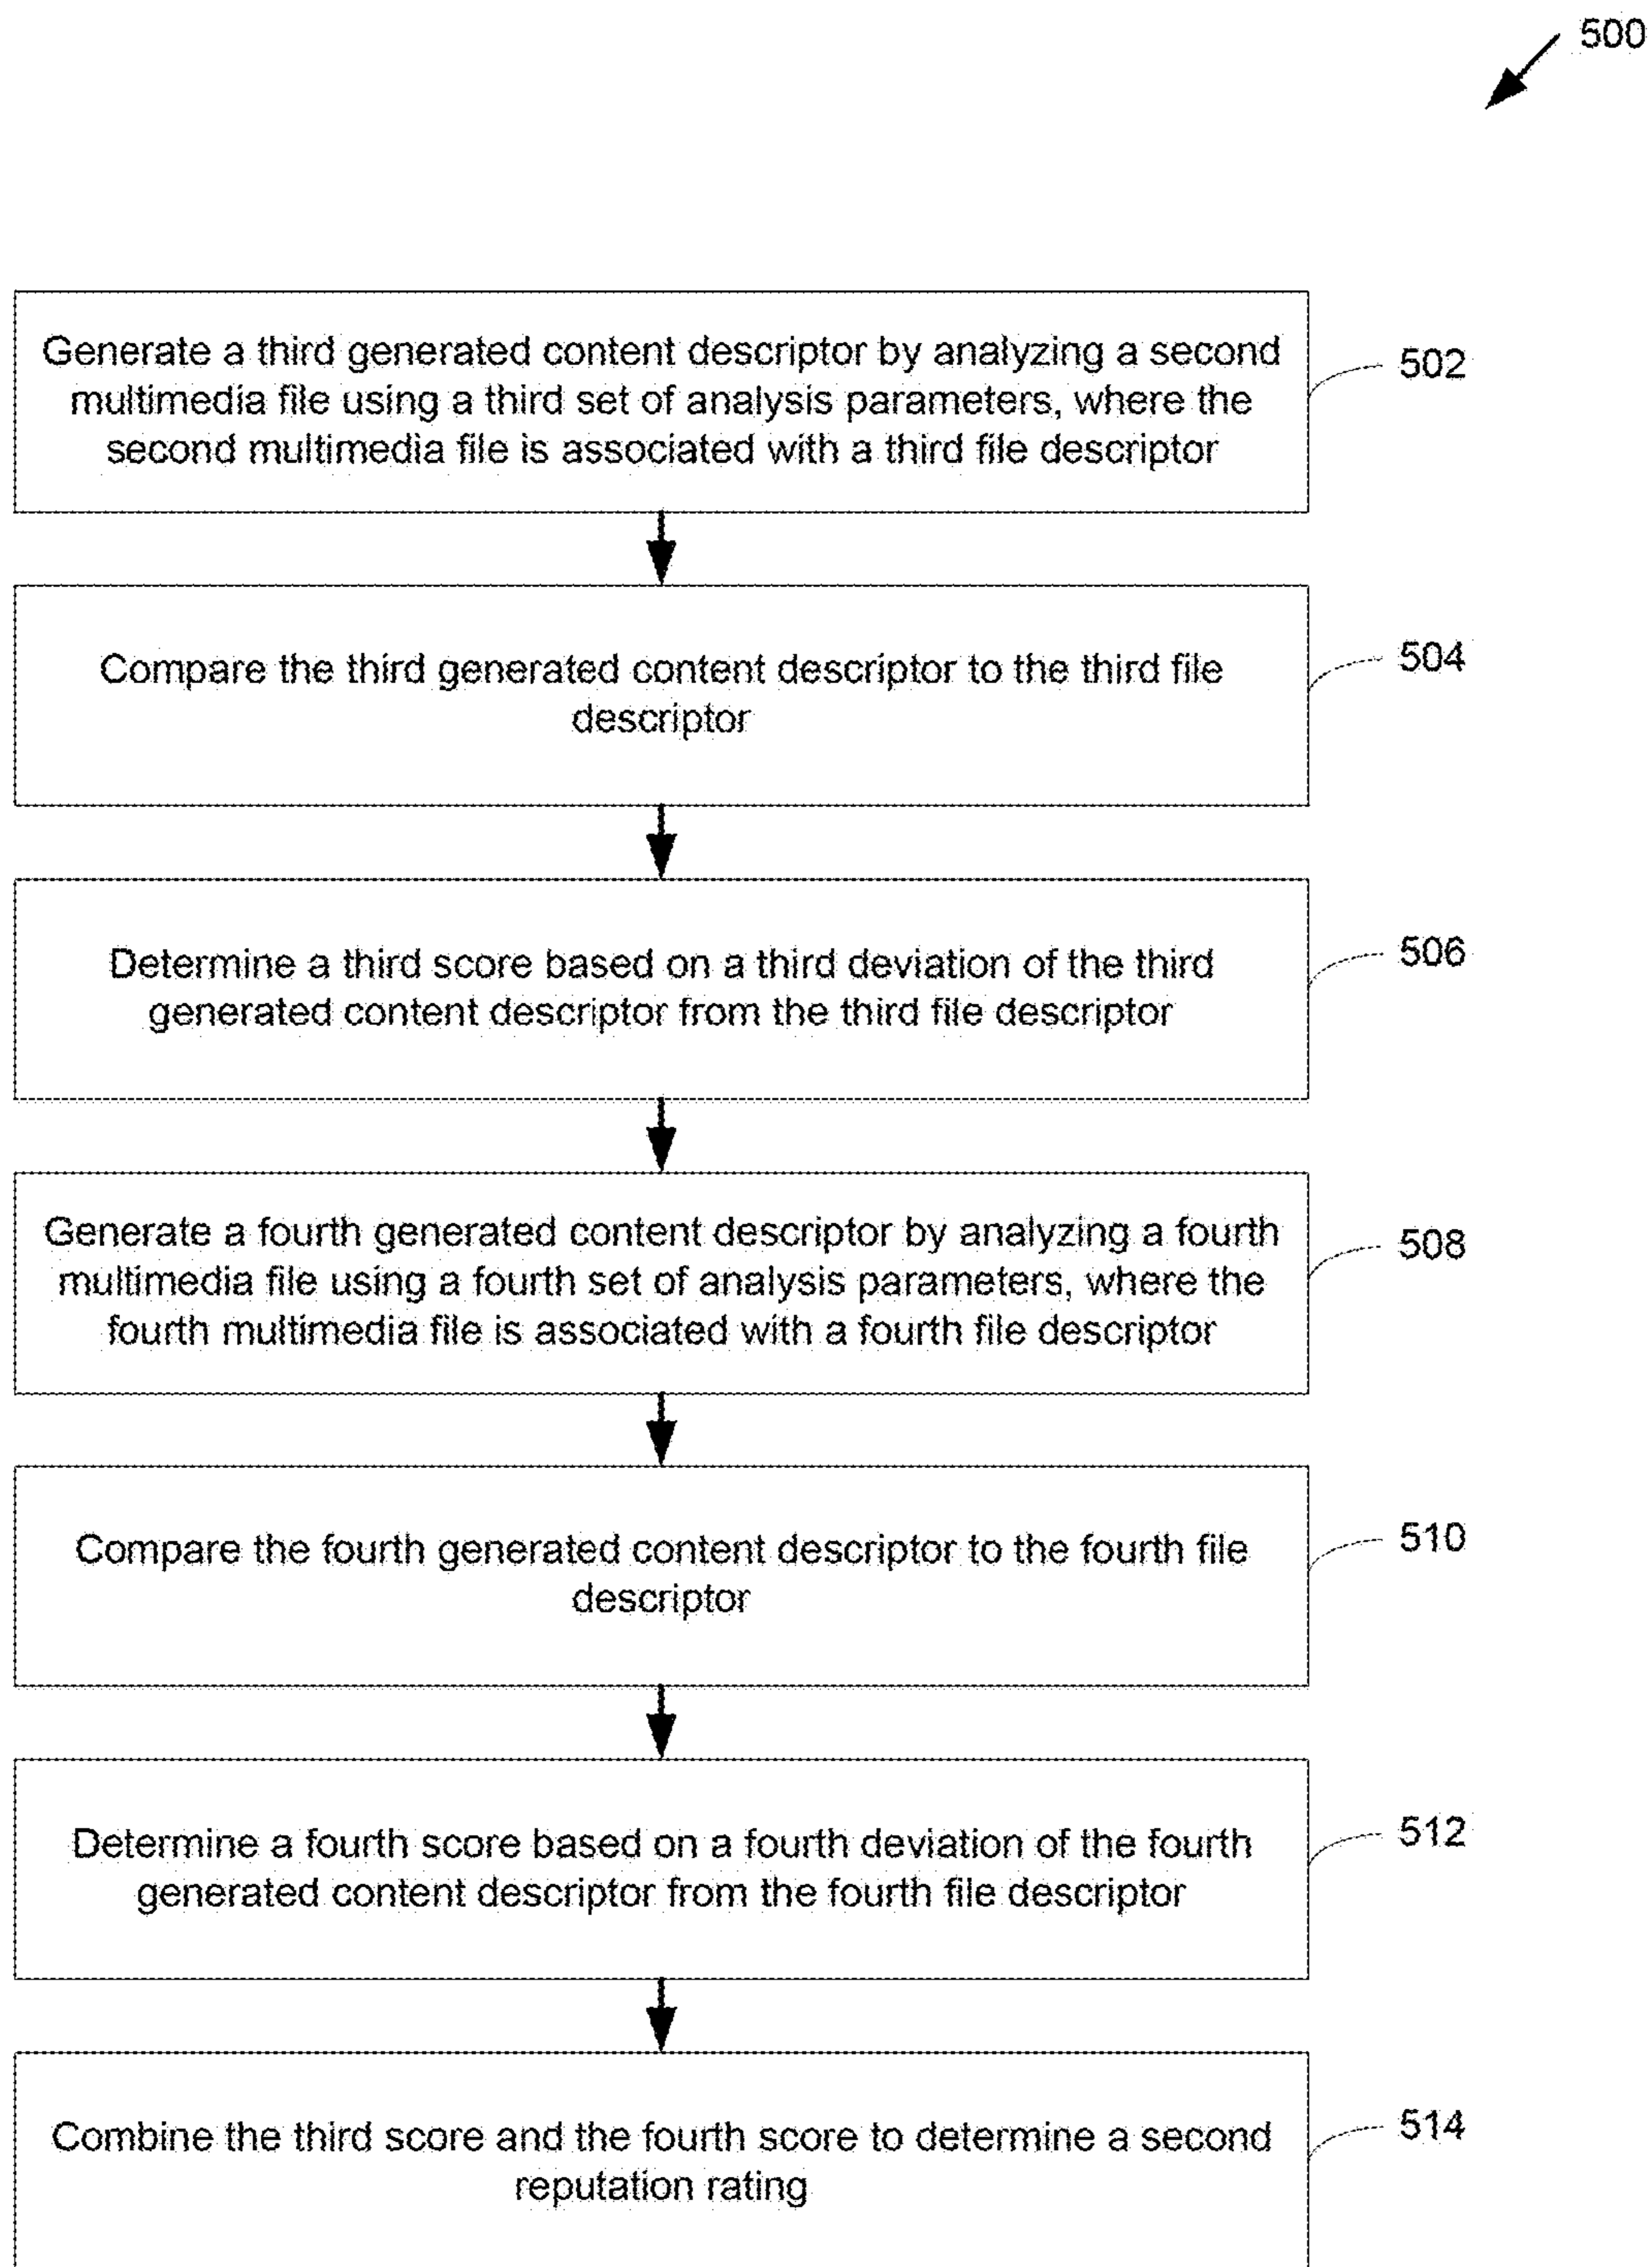 500
Generate a third generated content descriptor by analyzing a second
multimedia file using a third set of analysis parameters, where the
second multimedia file is associated with a third file descriptor
502
Compare the third generated content descriptor to the third file
descriptor
504
Determine a third score based on a third deviation of the third
generated content descriptor from the third file descriptor
506
Generate a fourth generated content descriptor by analyzing a fourth
multimedia file using a fourth set of analysis parameters, where the
fourth multimedia file is associated with a fourth file descriptor
508
Compare the fourth generated content descriptor to the fourth file
descriptor
510
Determine a fourth score based on a fourth deviation of the fourth
generated content descriptor from the fourth file descriptor
512
Combine the third score and the fourth score to determine a second
reputation rating
514